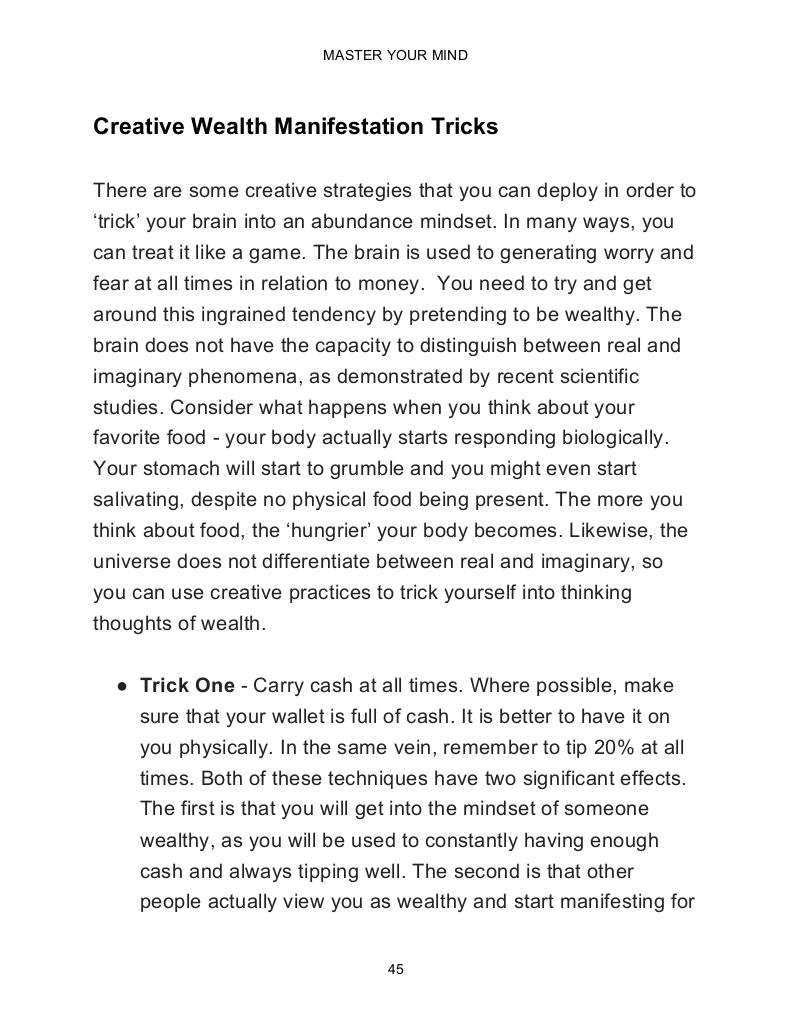 MASTER YOUR MIND
Creative Wealth Manifestation Tricks
There are some creative strategies that you can deploy in order to
‘trick’ your brain into an abundance mindset. In many ways, you
can treat it like a game. The brain is used to generating worry and
fear at all times in relation to money.  You need to try and get
around this ingrained tendency by pretending to be wealthy. The
brain does not have the capacity to distinguish between real and
imaginary phenomena, as demonstrated by recent scientific
studies. Consider what happens when you think about your
favorite food - your body actually starts responding biologically.
Your stomach will start to grumble and you might even start
salivating, despite no physical food being present. The more you
think about food, the ‘hungrier’ your body becomes. Likewise, the
universe does not differentiate between real and imaginary, so
you can use creative practices to trick yourself into thinking
thoughts of wealth.
● Trick One - Carry cash at all times. Where possible, make
sure that your wallet is full of cash. It is better to have it on
you physically. In the same vein, remember to tip 20% at all
times. Both of these techniques have two significant effects.
The first is that you will get into the mindset of someone
wealthy, as you will be used to constantly having enough
cash and always tipping well. The second is that other
people actually view you as wealthy and start manifesting for
45